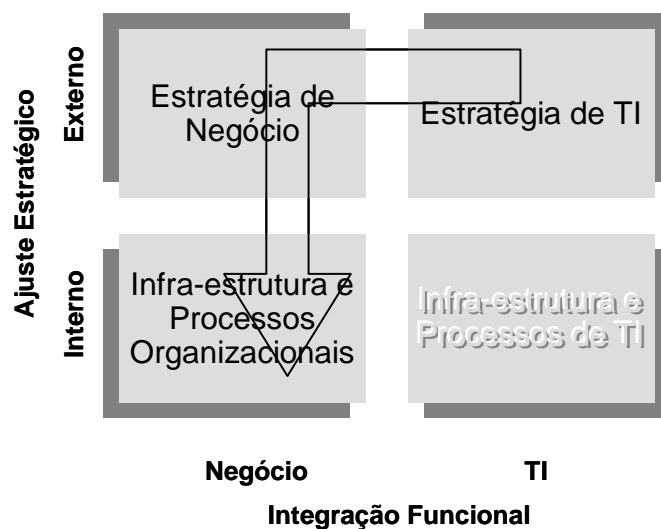 Ajuste Estratégico
Externo
Estratégia de
Negócio
Estratégia de TI
Interno
Infra-estrutura e
Processos
Organizacionais
Infra-estrutura e
Processos de TI
Negócio
TI
Integração Funcional